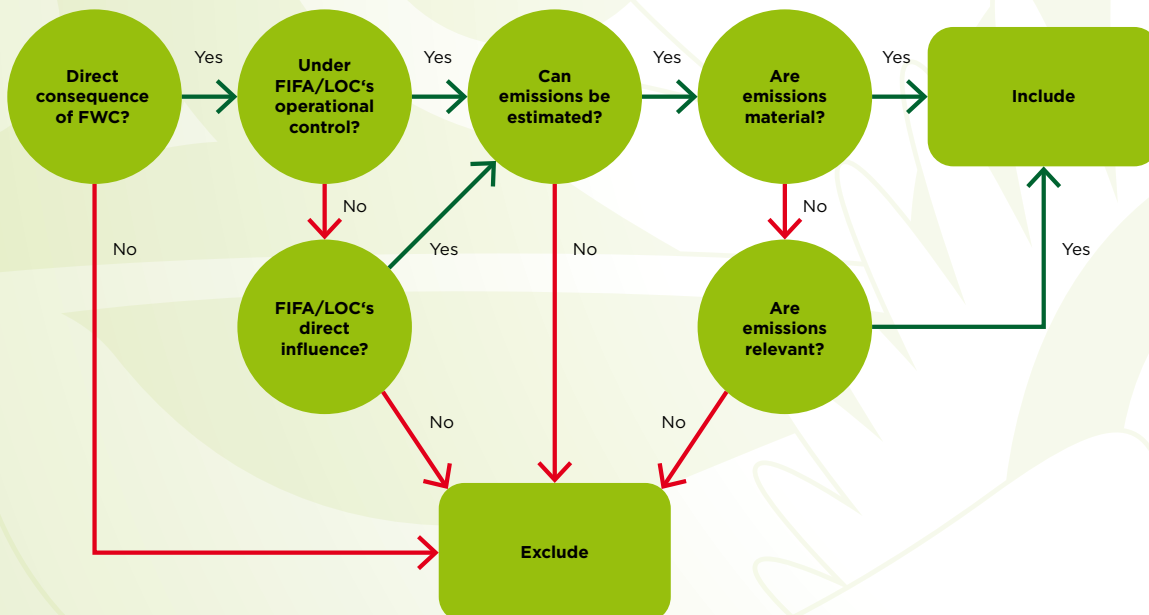 Direct
consequence
of FWC?
Yes
Under
FIFA/LOC‘s
operational
control?
Yes
Can
emissions be
estimated?
Yes
Are
emissions
material?
Yes
Include
No
No
Yes
No
No
Yes
FIFA/LOC‘s
direct
influence?
Are
emissions
relevant?
No
No
Exclude